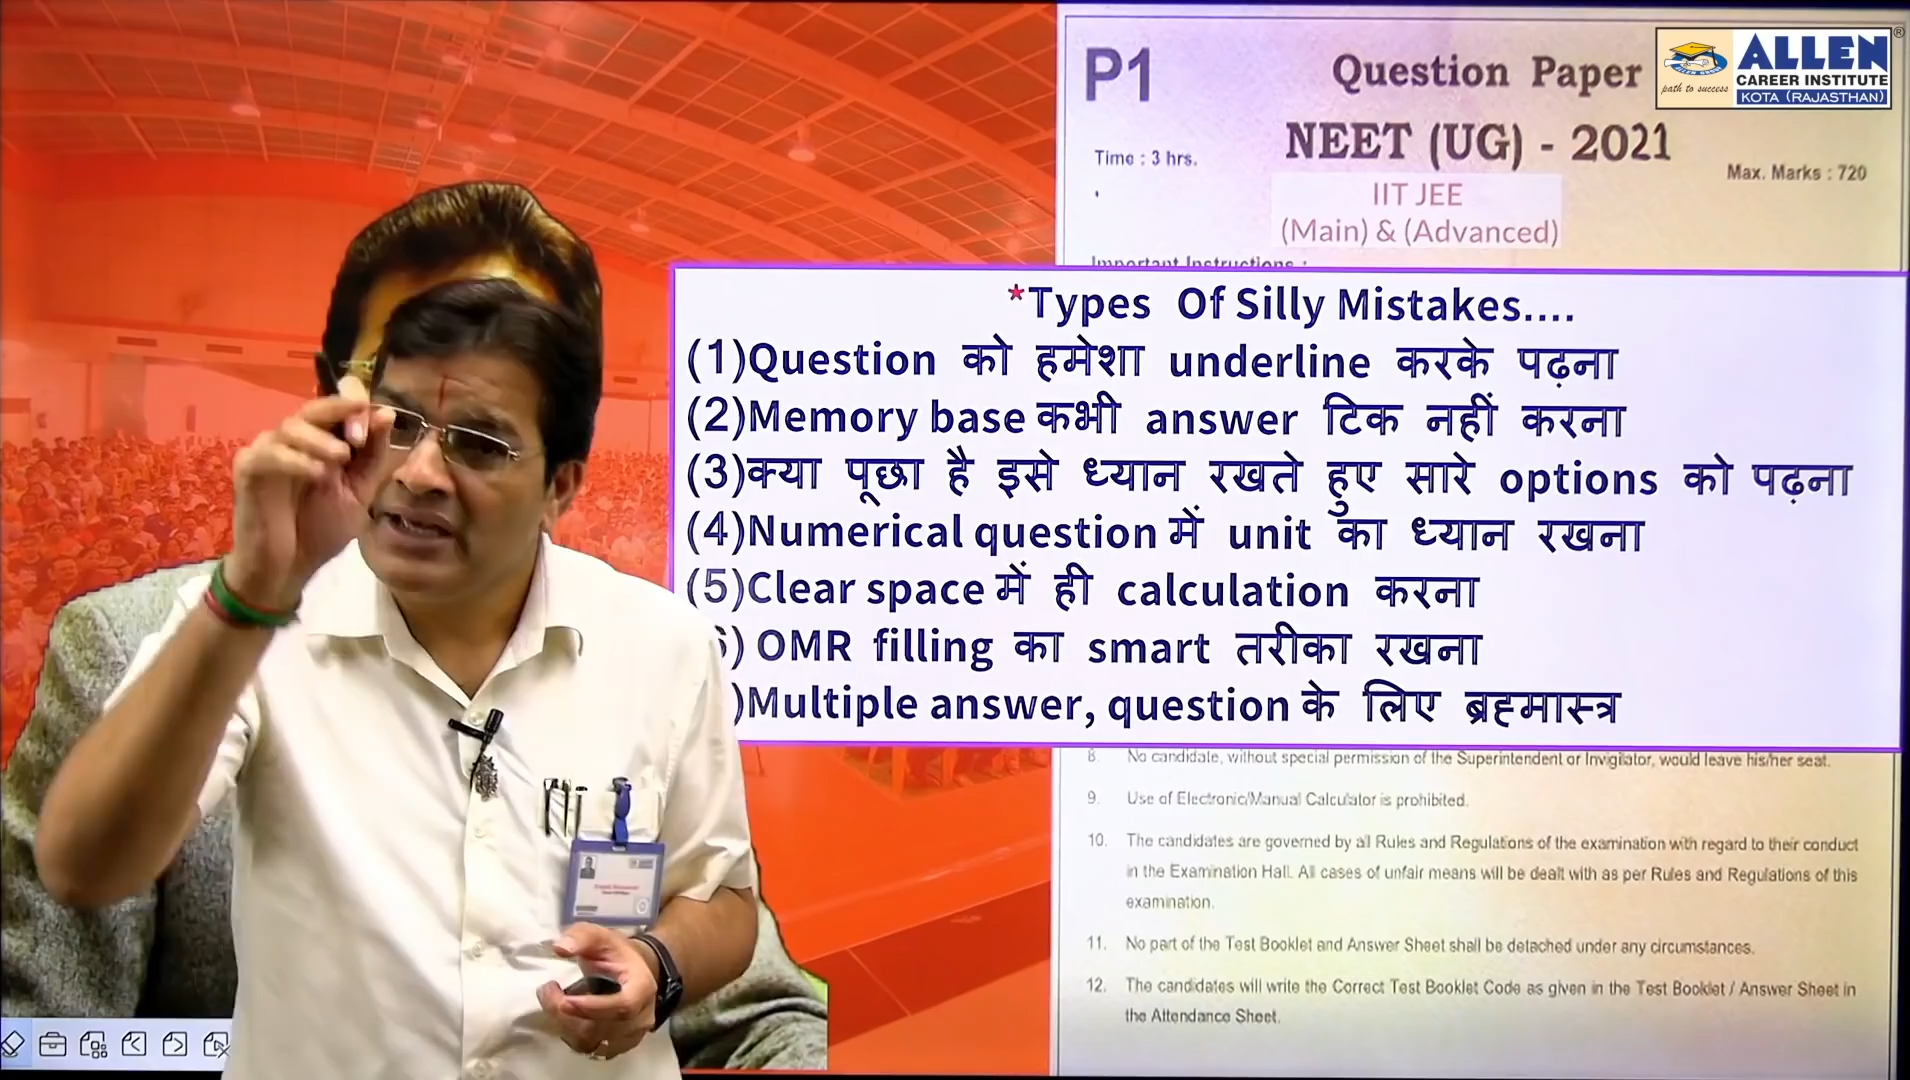 P1
Question Paper
ALLEN
CAREER INSTITUTE
KOTA (RAJASTHAN)
path to success
®
NEET (UG) - 2021
Time : 3 hrs.
Max. Marks : 720
IIT JEE
(Main) & (Advanced)
Important Instructions :
*Types Of Silly Mistakes....
(1)Question को हमेशा underline करके पढ़ना
(2)Memory base कभी answer टिक नहीं करना
(3)क्या पूछा है इसे ध्यान रखते हुए सारे options को पढ़ना
(4)Numerical question में unit का ध्यान रखना
(5)Clear space में ही calculation करना
) OMR filling का smart तरीका रखना
)Multiple answer, question के लिए ब्रह्मास्त्र
8. No candidate, without special permission of the Superintendent or Invigilator, would leave his/her seat.
9. Use of Electronic/Manual Calculator is prohibited.
10. The candidates are governed by all Rules and Regulations of the examination with regard to their conduct
in the Examination Hall. All cases of unfair means will be dealt with as per Rules and Regulations of this
examination.
11. No part of the Test Booklet and Answer Sheet shall be detached under any circumstances.
12. The candidates will write the Correct Test Booklet Code as given in the Test Booklet / Answer Sheet in
the Attendance Sheet.